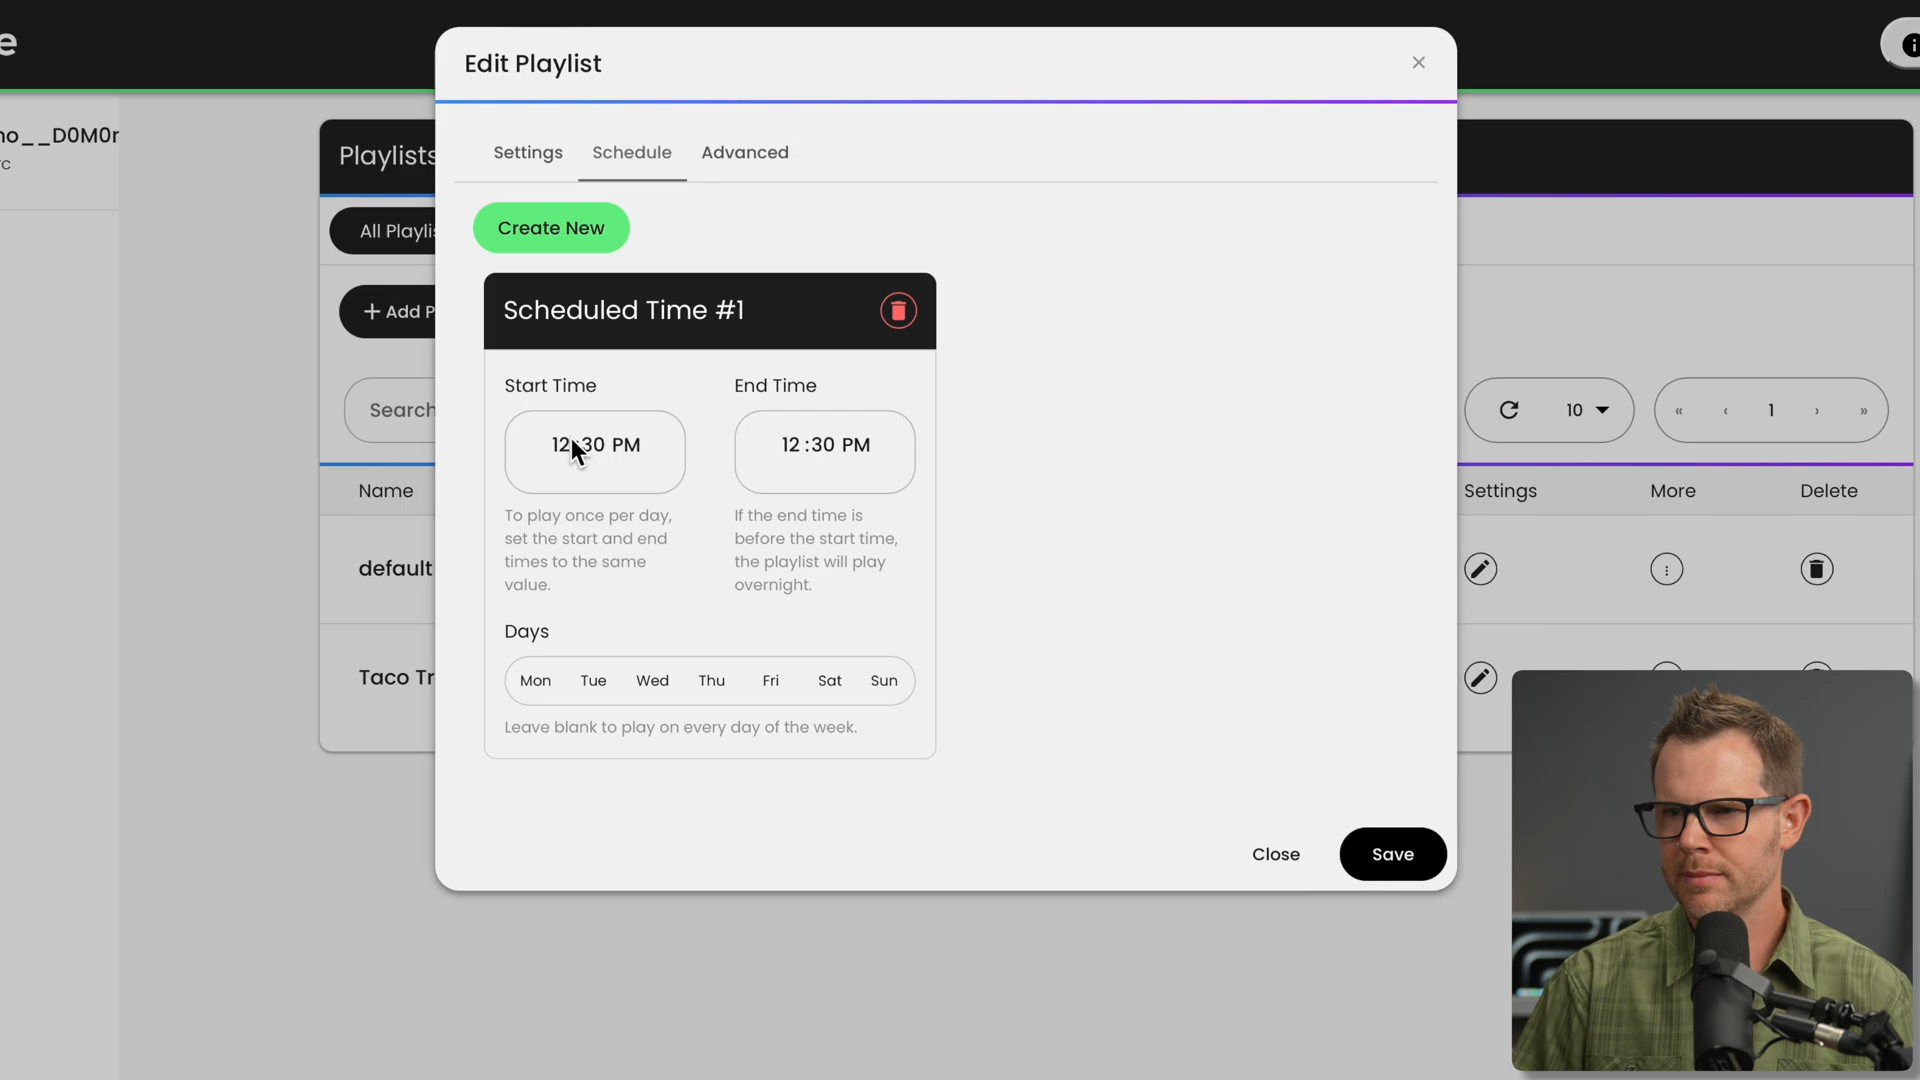 e
no__D0M0r
rc
Playlists
All Playlis
+ Add P
Search
Name
default
Taco Tr
Edit Playlist
Settings Schedule Advanced
Create New
Scheduled Time #1
Start Time
12:30 PM
To play once per day,
set the start and end
times to the same
value.
End Time
12:30 PM
If the end time is
before the start time,
the playlist will play
overnight.
Days
Mon Tue Wed Thu Fri Sat Sun
Leave blank to play on every day of the week.
Close Save
10
« ‹ 1 › »
Settings More Delete